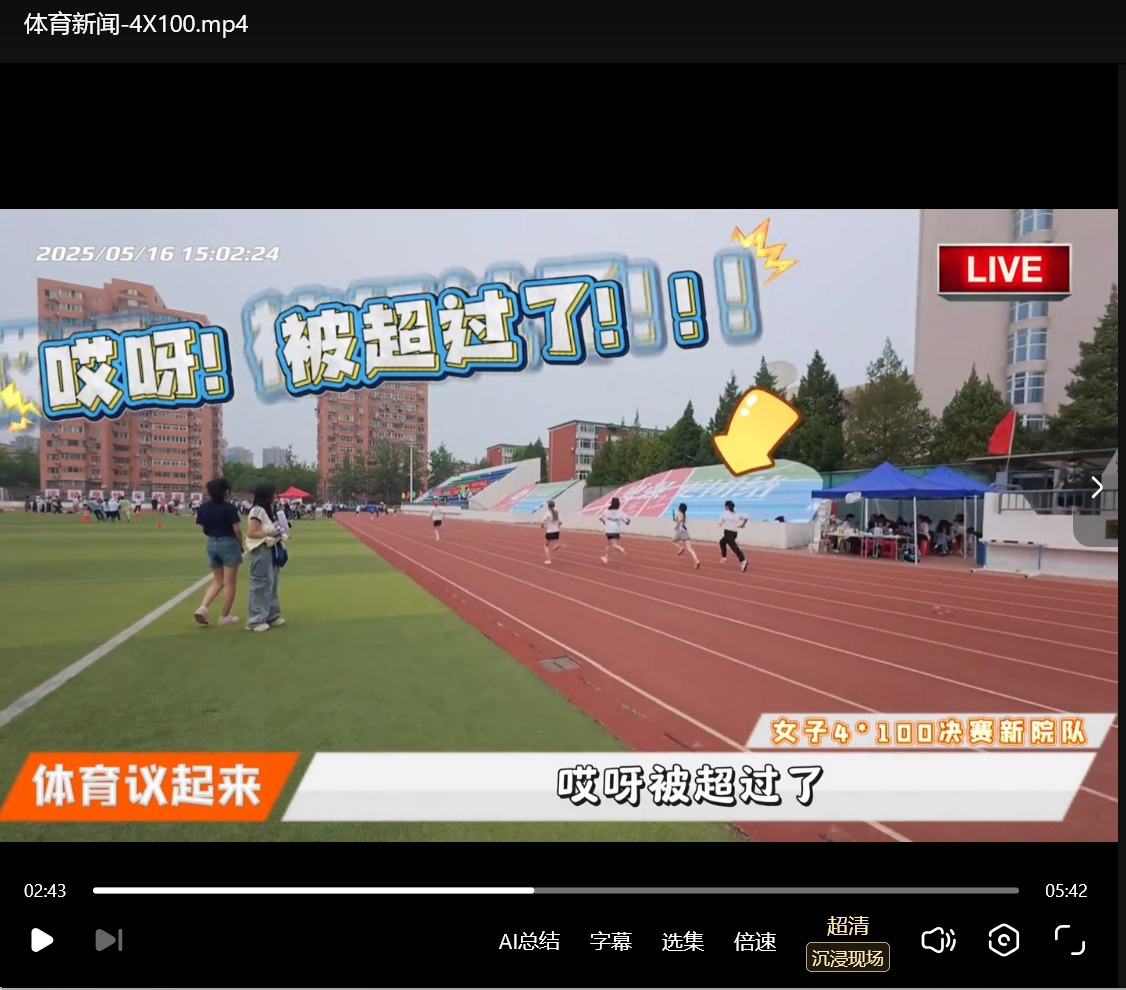 体育新闻-4X100.mp4
2025/05/16 15:02:24
LIVE
哎呀! 被超过了!!!
女子4*100决赛新院队
体育议起来
哎呀被超过了
02:43
05:42
AI总结
字幕
选集
倍速
超清
沉浸现场